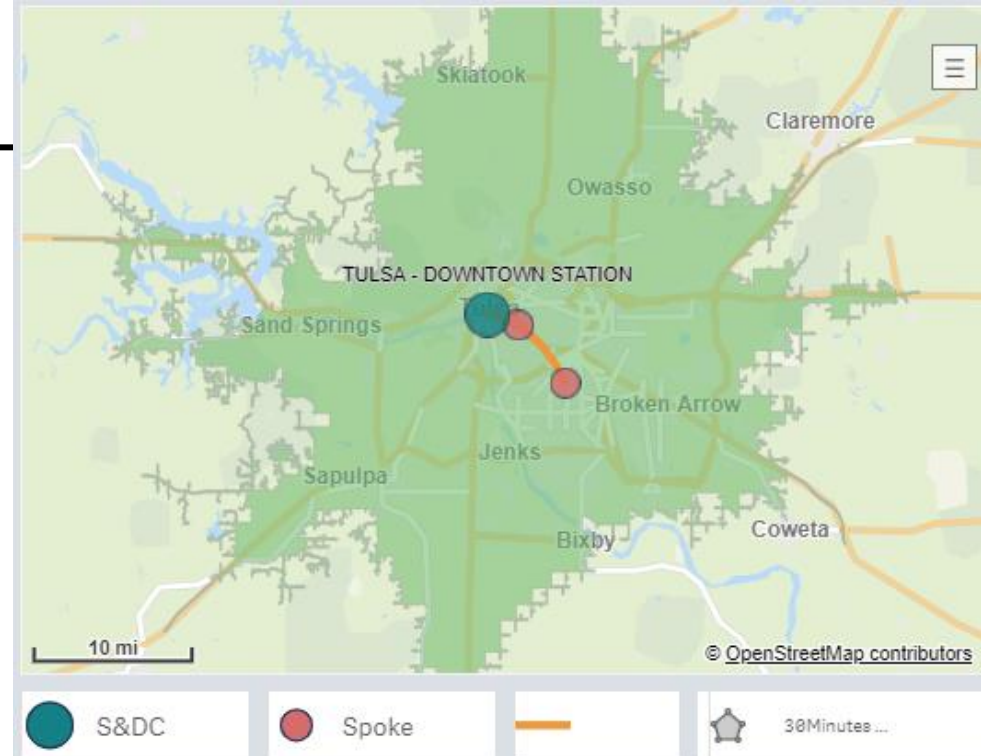 Skiatook
Claremore
Owasso
TULSA - DOWNTOWN STATION
Sand Springs
Broken Arrow
Jenks
Sapulpa
Coweta
Bixby
10 mi
© OpenStreetMap contributors
S&DC
Spoke
30Minutes ...